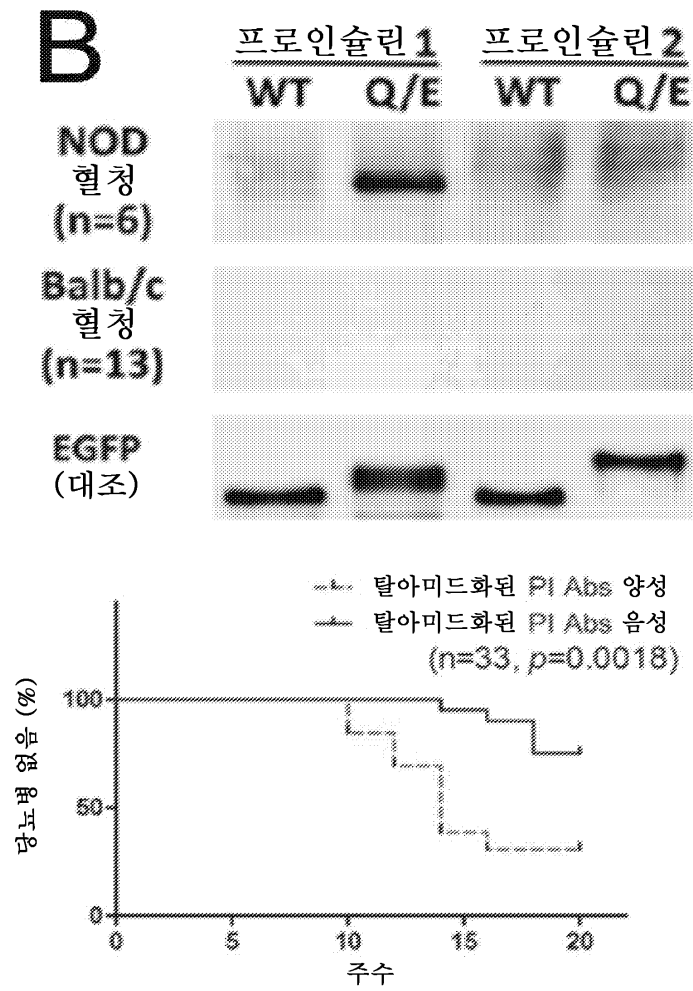 B
프로인슐린 1 프로인슐린 2
WT Q/E WT Q/E
NOD
혈청
(n=6)
Balb/c
혈청
(n=13)
EGFP
(대조)
탈아미드화된 PI Abs 양성
탈아미드화된 PI Abs 음성
(n=33, p=0.0018)
당뇨병 없음 (%)
100
50
0
0 5 10 15 20
주수